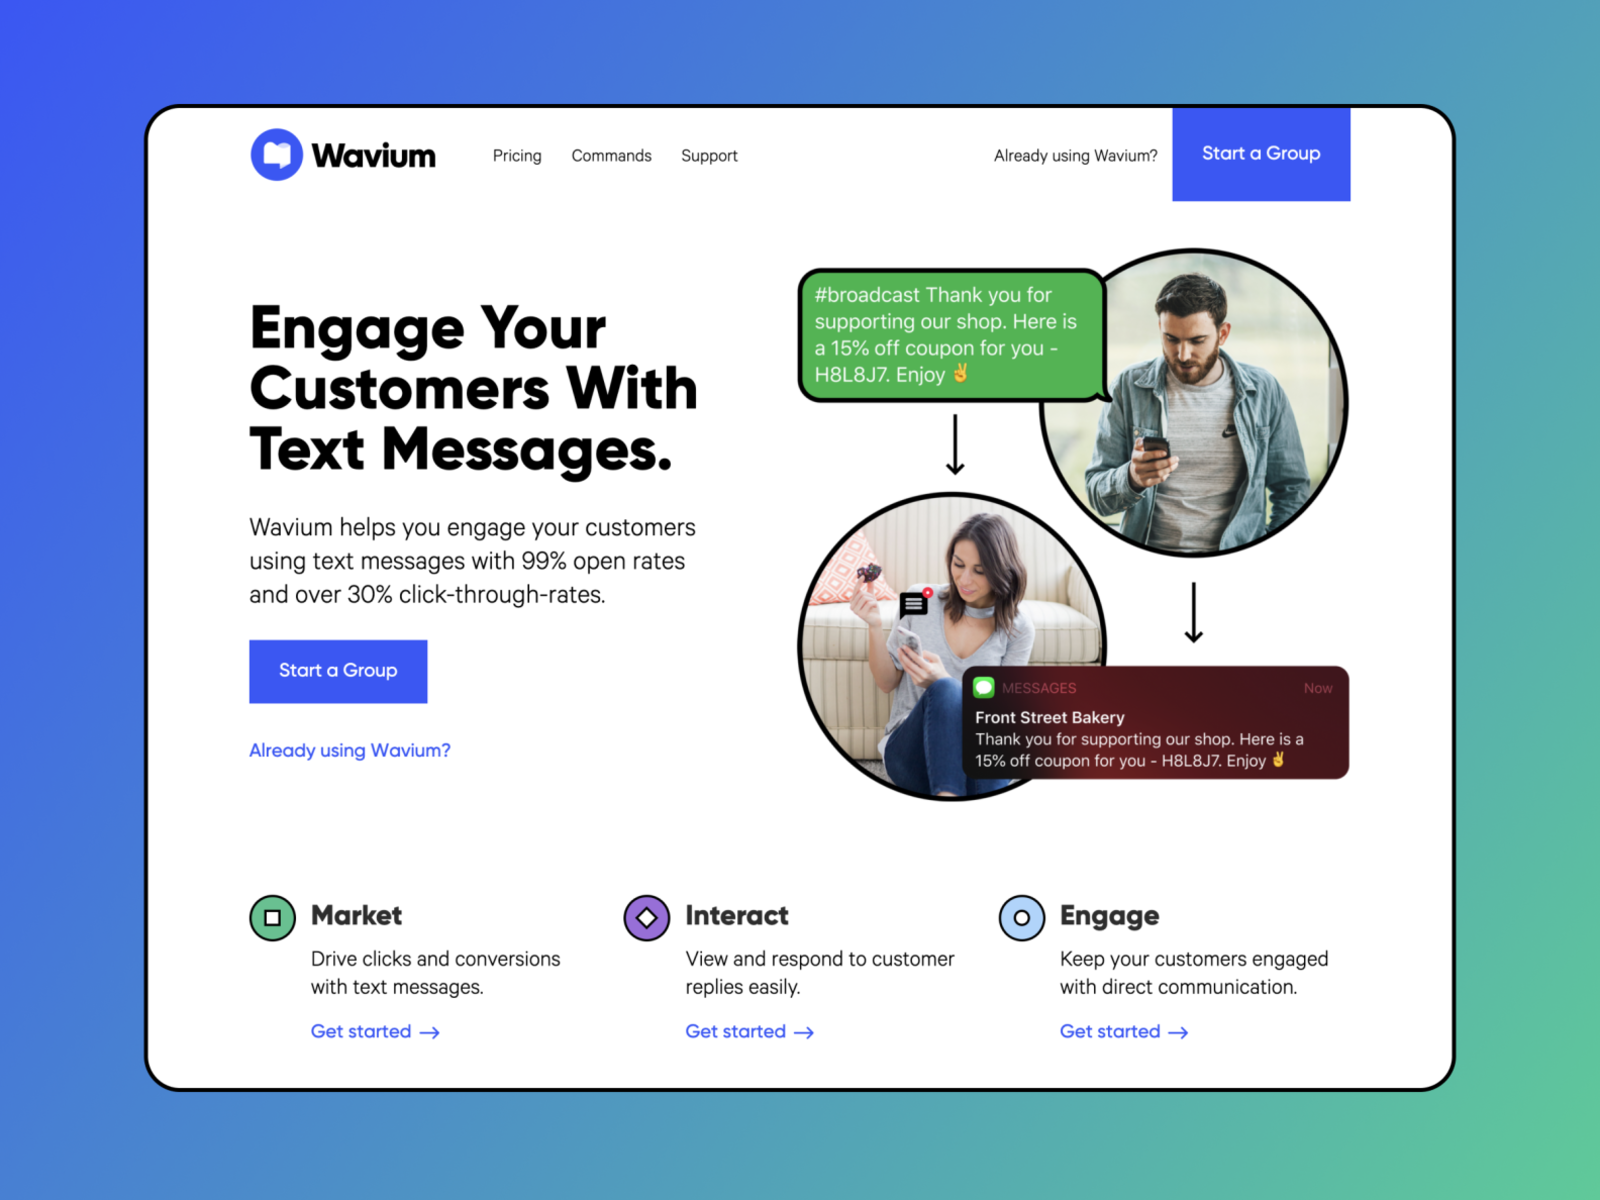 Wavium
Pricing
Commands
Support
Already using Wavium?
Start a Group
Engage Your
Customers With
Text Messages.
Wavium helps you engage your customers
using text messages with 99% open rates
and over 30% click-through-rates.
Start a Group
Already using Wavium?
#broadcast Thank you for
supporting our shop. Here is
a 15% off coupon for you -
H8L8J7. Enjoy ✌️
MESSAGES
Now
Front Street Bakery
Thank you for supporting our shop. Here is a
15% off coupon for you - H8L8J7. Enjoy ✌️
Market
Drive clicks and conversions
with text messages.
Get started →
Interact
View and respond to customer
replies easily.
Get started →
Engage
Keep your customers engaged
with direct communication.
Get started →